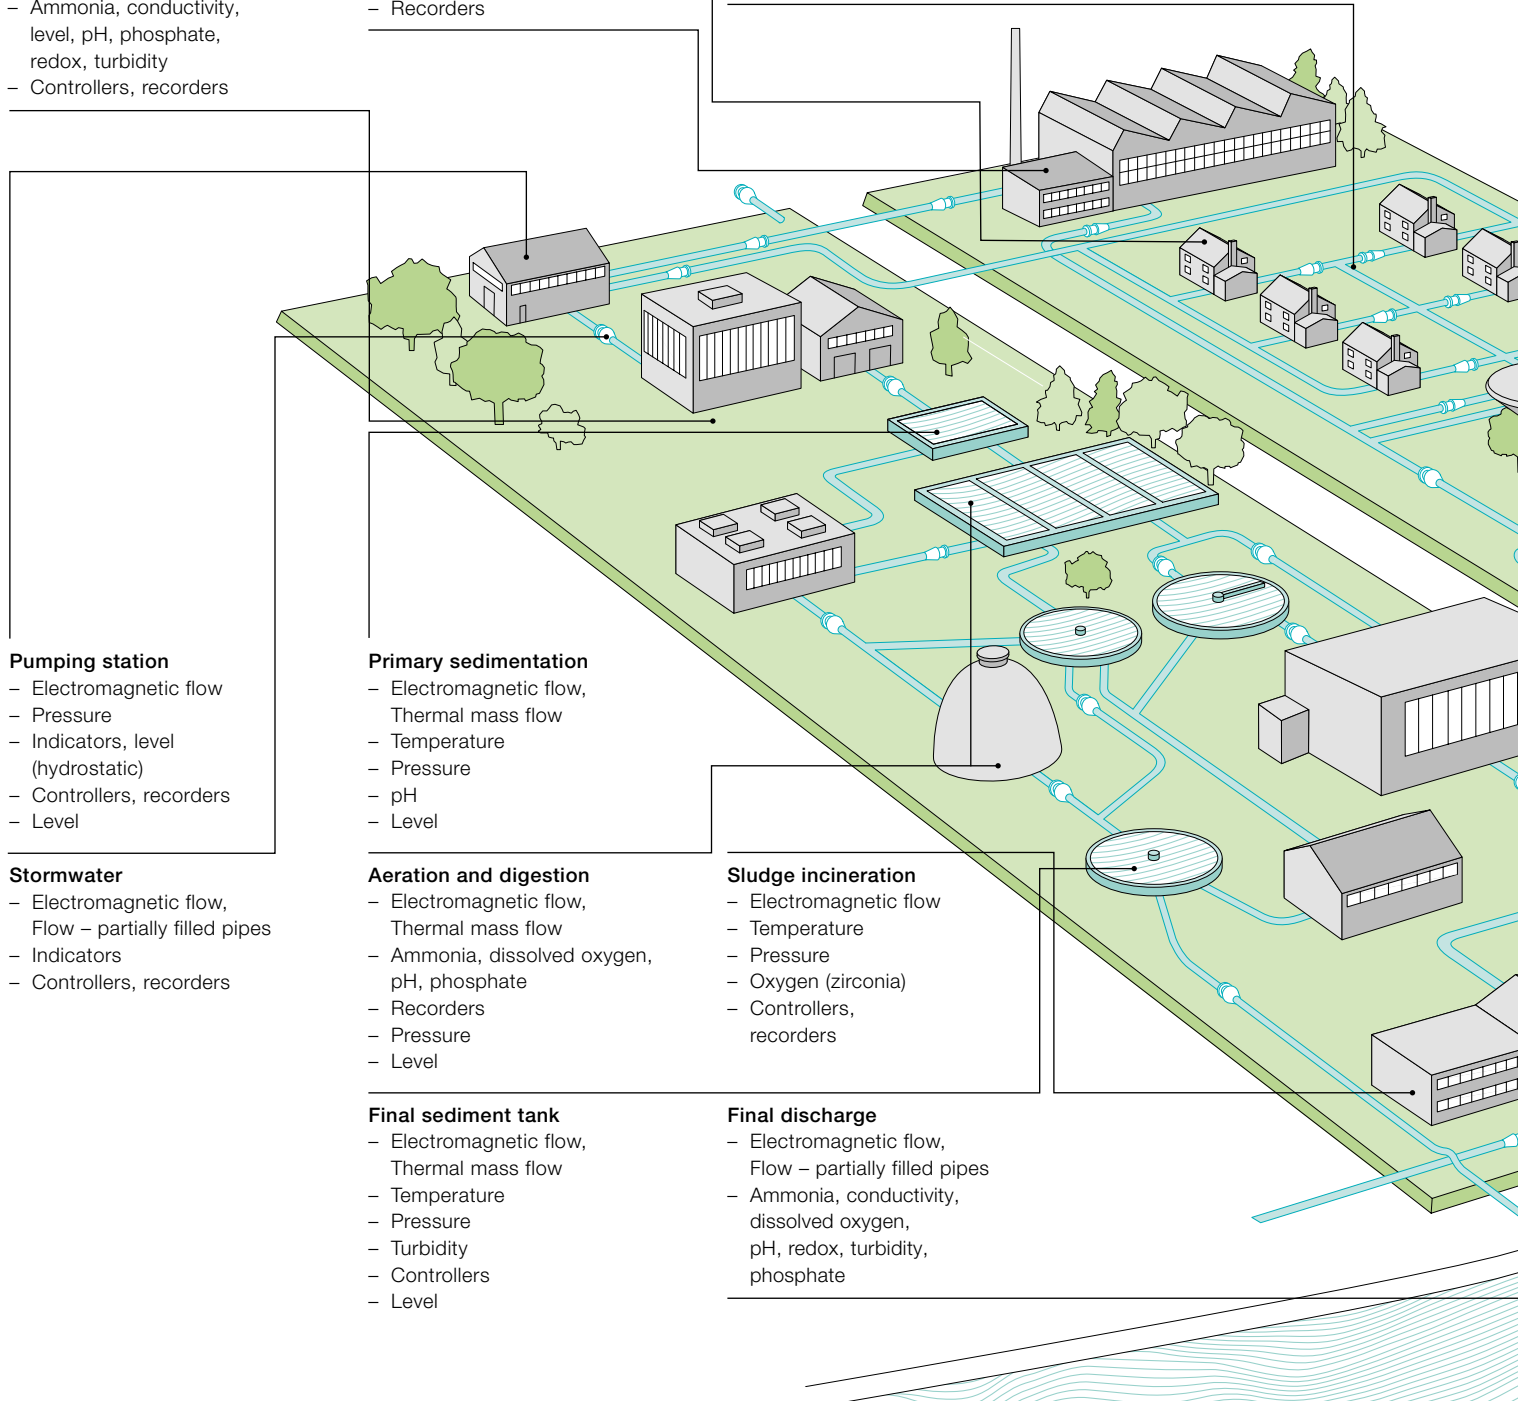 – Ammonia, conductivity,
level, pH, phosphate,
redox, turbidity
– Controllers, recorders
– Recorders
Pumping station
– Electromagnetic flow
– Pressure
– Indicators, level
(hydrostatic)
– Controllers, recorders
– Level
Stormwater
– Electromagnetic flow,
Flow – partially filled pipes
– Indicators
– Controllers, recorders
Primary sedimentation
– Electromagnetic flow,
Thermal mass flow
– Temperature
– Pressure
– pH
– Level
Aeration and digestion
– Electromagnetic flow,
Thermal mass flow
– Ammonia, dissolved oxygen,
pH, phosphate
– Recorders
– Pressure
– Level
Final sediment tank
– Electromagnetic flow,
Thermal mass flow
– Temperature
– Pressure
– Turbidity
– Controllers
– Level
Sludge incineration
– Electromagnetic flow
– Temperature
– Pressure
– Oxygen (zirconia)
– Controllers,
recorders
Final discharge
– Electromagnetic flow,
Flow – partially filled pipes
– Ammonia, conductivity,
dissolved oxygen,
pH, redox, turbidity,
phosphate